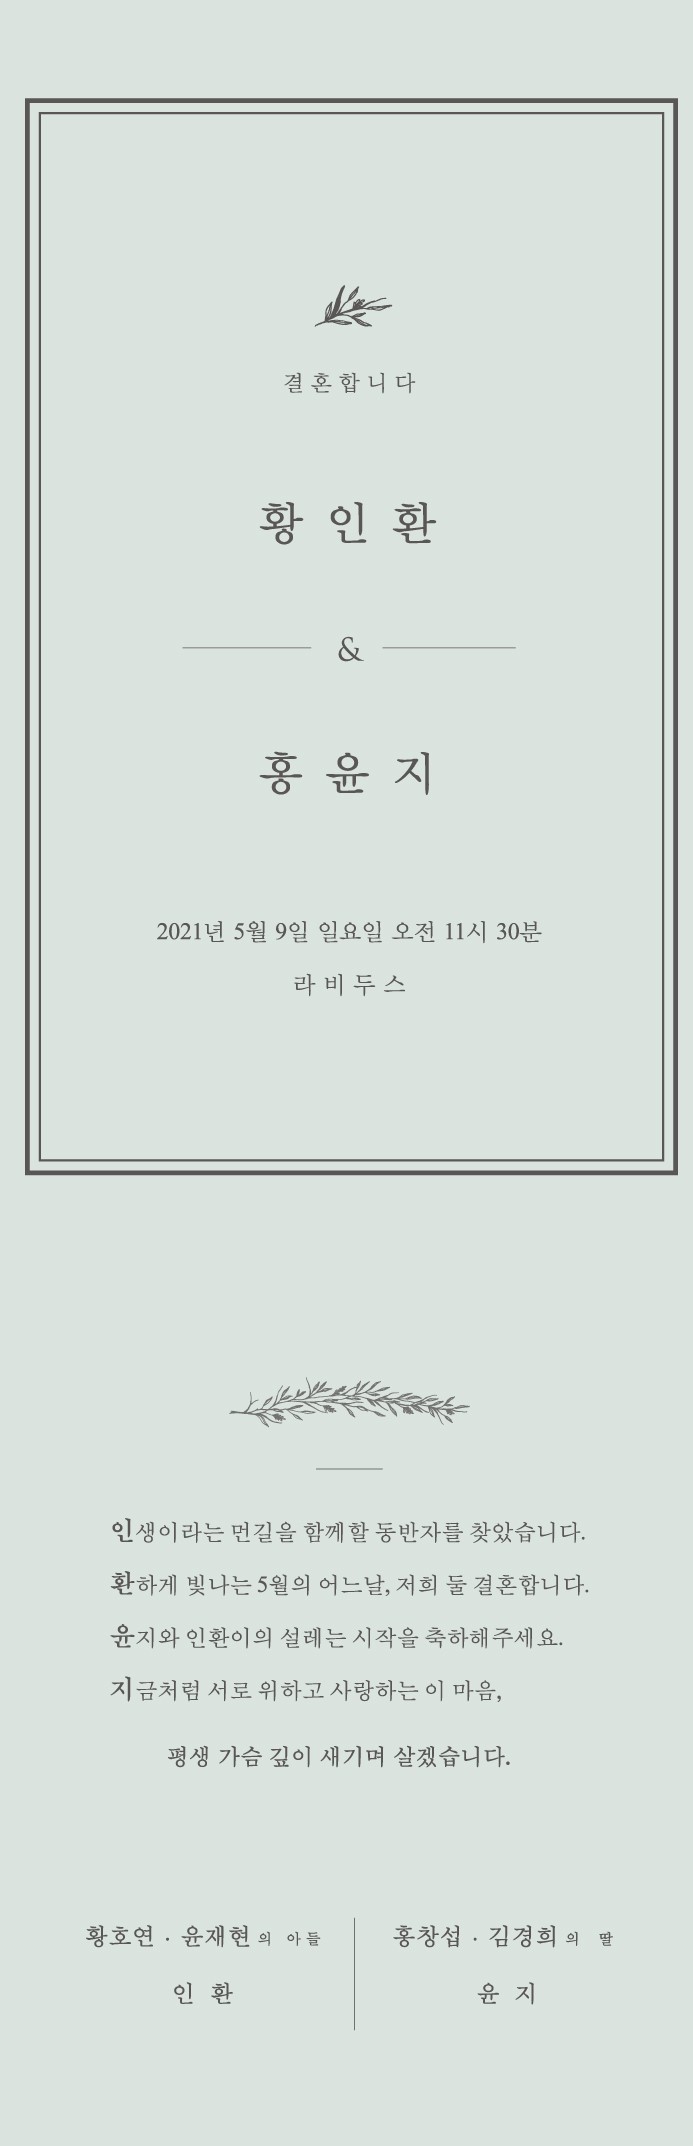 결혼합니다
황인환
&
홍윤지
2021년 5월 9일 일요일 오전 11시 30분
라비두스
인생이라는 먼길을 함께할 동반자를 찾았습니다.
환하게 빛나는 5월의 어느날, 저희 둘 결혼합니다.
윤지와 인환이의 설레는 시작을 축하해주세요.
지금처럼 서로 위하고 사랑하는 이 마음,
평생 가슴 깊이 새기며 살겠습니다.
황호연 · 윤재현의 아들
인환
홍창섭 · 김경희의 딸
윤지